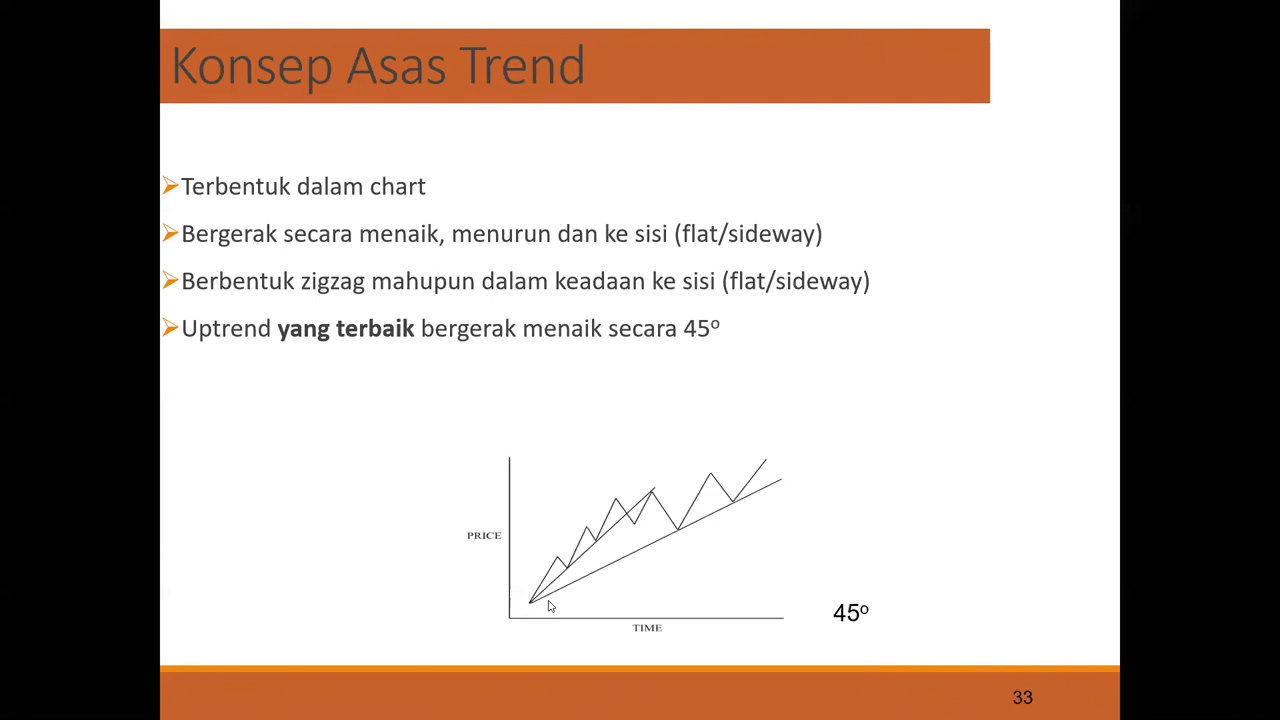 Konsep Asas Trend
Terbentuk dalam chart
Bergerak secara menaik, menurun dan ke sisi (flat/sideway)
Berbentuk zigzag mahupun dalam keadaan ke sisi (flat/sideway)
Uptrend yang terbaik bergerak menaik secara 45º
PRICE
TIME
45º
33